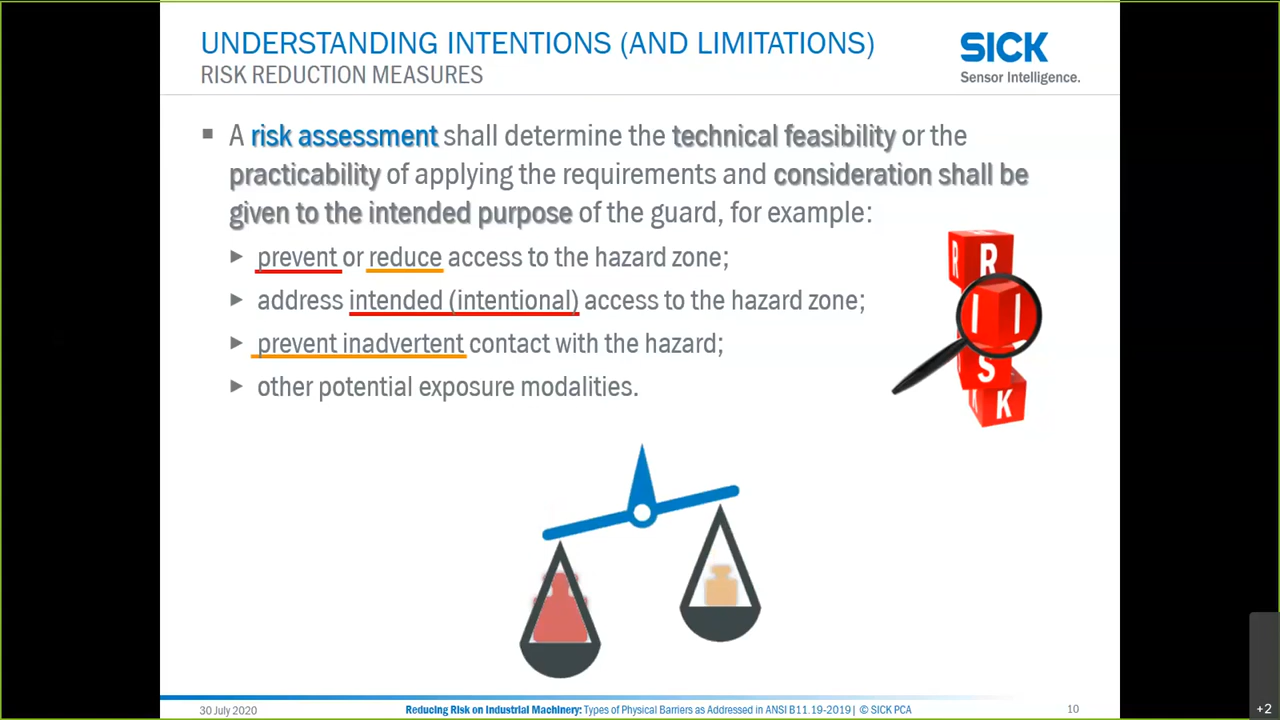 UNDERSTANDING INTENTIONS (AND LIMITATIONS)
RISK REDUCTION MEASURES
SICK
Sensor Intelligence.
A risk assessment shall determine the technical feasibility or the
practicability of applying the requirements and consideration shall be
given to the intended purpose of the guard, for example:
prevent or reduce access to the hazard zone;
address intended (intentional) access to the hazard zone;
prevent inadvertent contact with the hazard;
other potential exposure modalities.
R R
I I
S
K K
30 July 2020
Reducing Risk on Industrial Machinery: Types of Physical Barriers as Addressed in ANSI B11.19-2019| © SICK PCA
10
+2